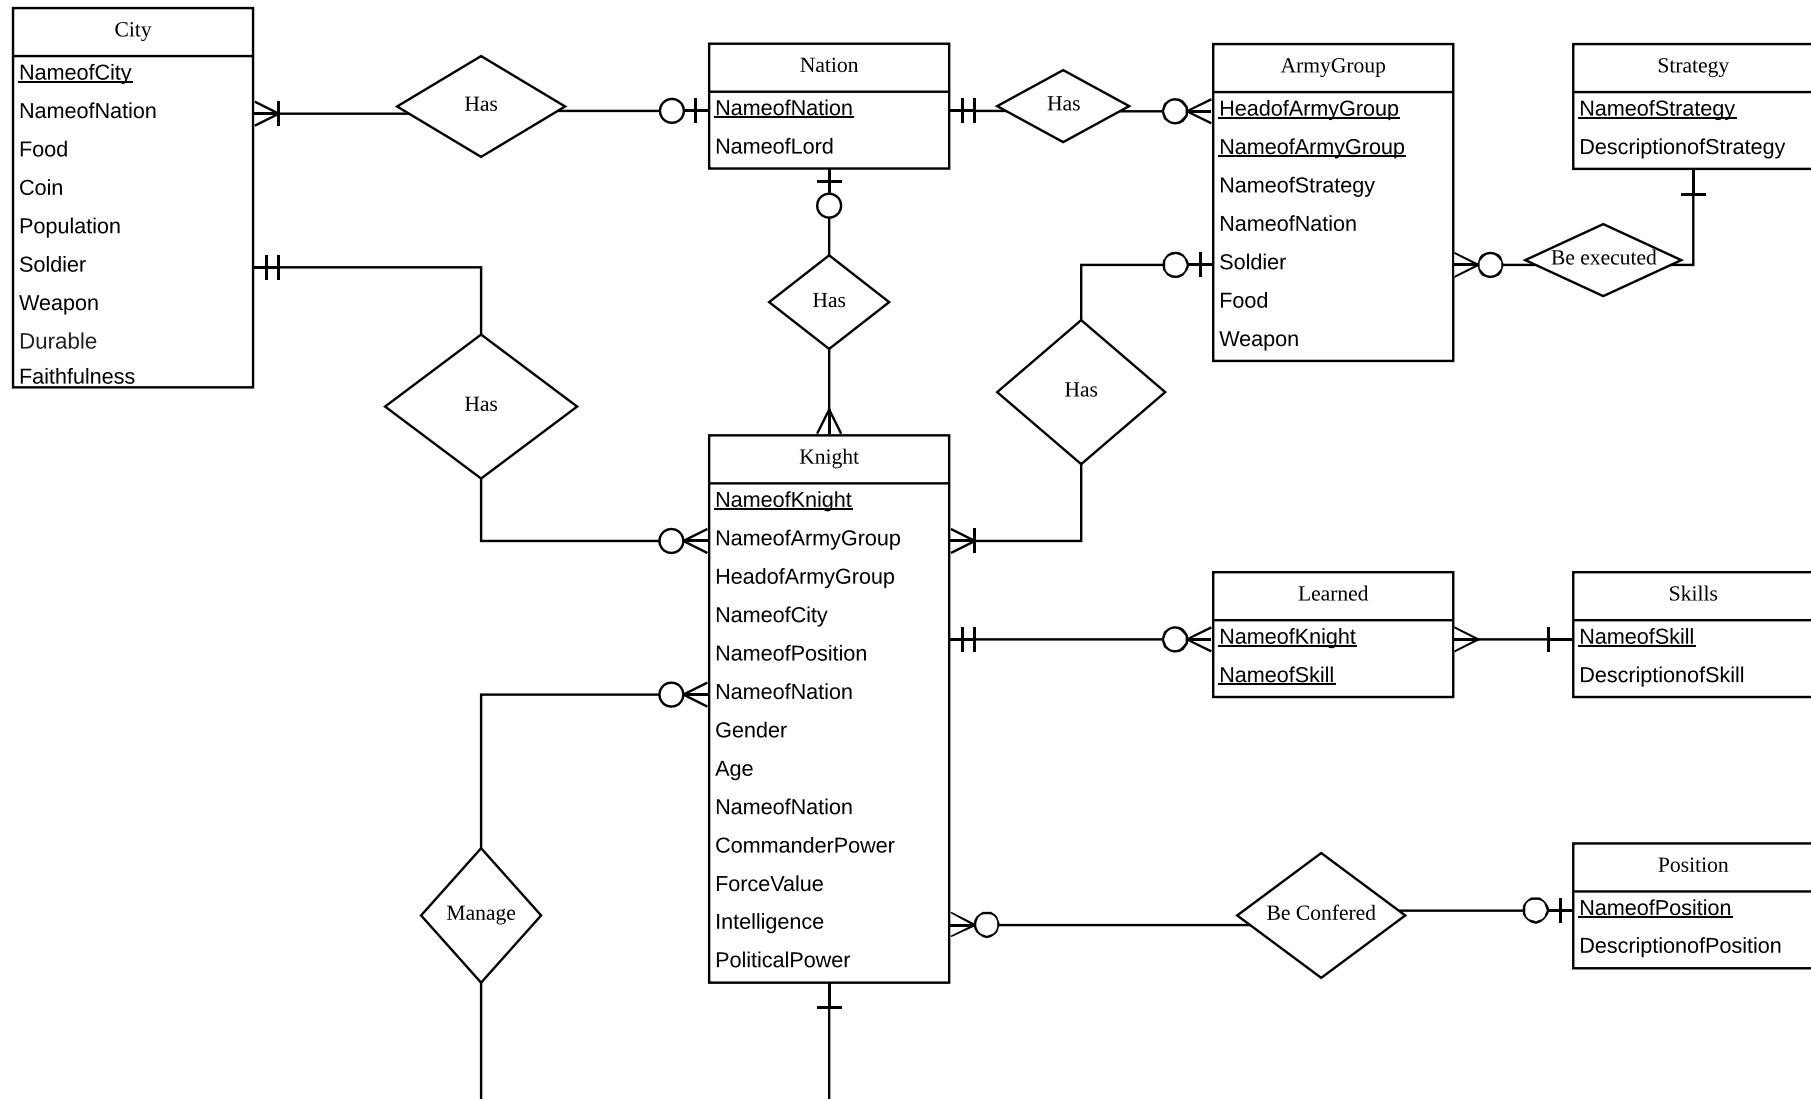 City
NameofCity
NameofNation
Food
Coin
Population
Soldier
Weapon
Durable
Faithfulness
Has
Nation
NameofNation
NameofLord
Has
ArmyGroup
HeadofArmyGroup
NameofArmyGroup
NameofStrategy
NameofNation
Soldier
Food
Weapon
Strategy
NameofStrategy
DescriptionofStrategy
Be executed
Has
Has
Has
Knight
NameofKnight
NameofArmyGroup
HeadofArmyGroup
NameofCity
NameofPosition
NameofNation
Gender
Age
NameofNation
CommanderPower
ForceValue
Intelligence
PoliticalPower
Learned
NameofKnight
NameofSkill
Skills
NameofSkill
DescriptionofSkill
Manage
Be Confered
Position
NameofPosition
DescriptionofPosition